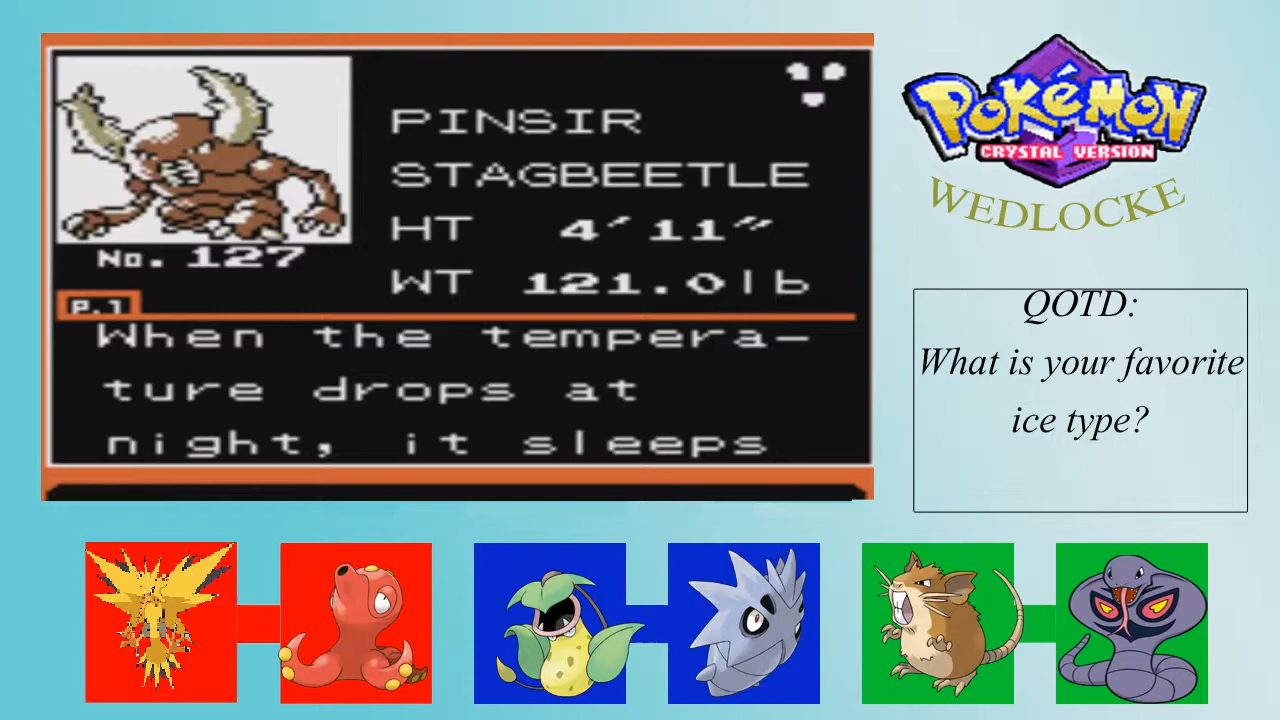 PINSIR
STAGBEETLE
HT 4'11"
WT 121.0lb
No. 127
P.1
When the tempera-
ture drops at
night, it sleeps
POKéMON
CRYSTAL VERSION
WEDLOCKE
QOTD:
What is your favorite
ice type?